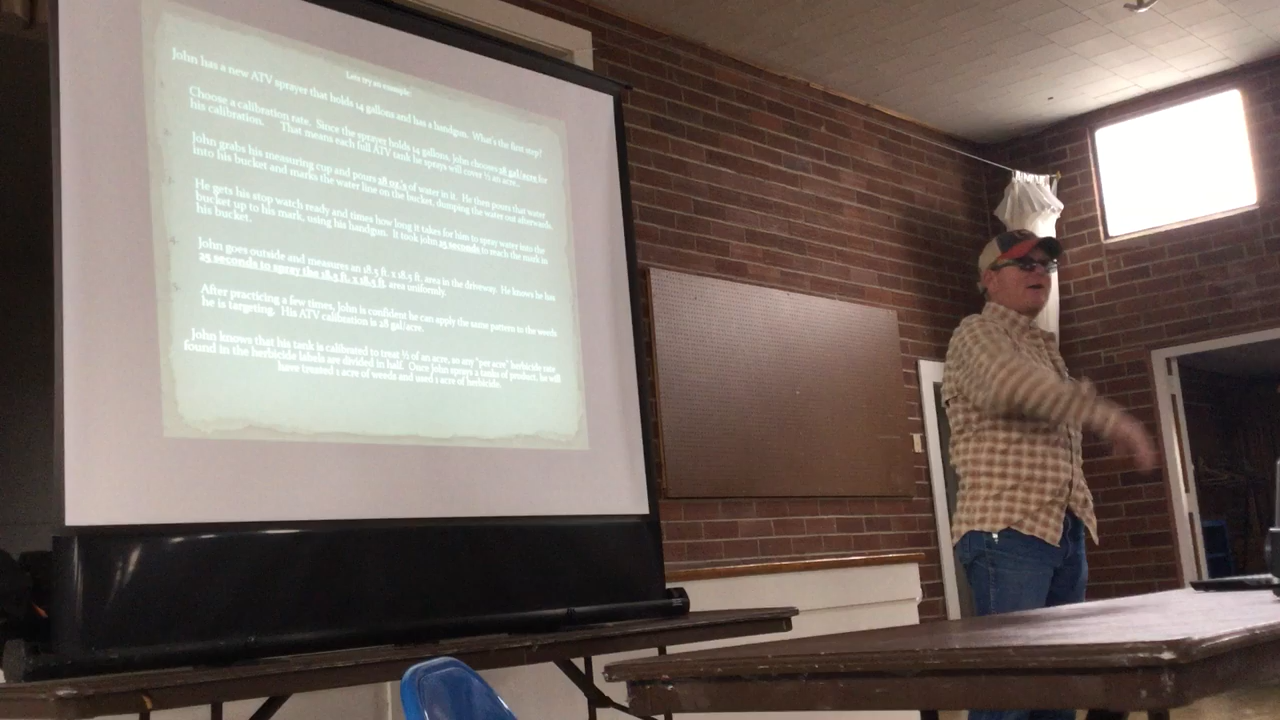 Lets try an example:
John has a new ATV sprayer that holds 14 gallons and has a handgun. What's the first step?
Choose a calibration rate. Since the sprayer holds 14 gallons, John chooses 28 gal/acre for
his calibration. That means each full ATV tank he sprays will cover ½ an acre.
John grabs his measuring cup and pours 28 oz.'s of water in it. He then pours that water
into his bucket and marks the water line on the bucket, dumping the water out afterwards.
He gets his stop watch ready and times how long it takes for him to spray water into the
bucket up to his mark, using his handgun. It took john 25 seconds to reach the mark in
his bucket.
John goes outside and measures an 18.5 ft. x 18.5 ft. area in the driveway. He knows he has
25 seconds to spray the 18.5 ft. x 18.5 ft. area uniformly.
After practicing a few times, John is confident he can apply the same pattern to the weeds
he is targeting. His ATV calibration is 28 gal/acre.
John knows that his tank is calibrated to treat ½ of an acre, so any "per acre" herbicide rate
found in the herbicide labels are divided in half. Once John sprays 2 tanks of product, he will
have treated 1 acre of weeds and used 1 acre of herbicide.